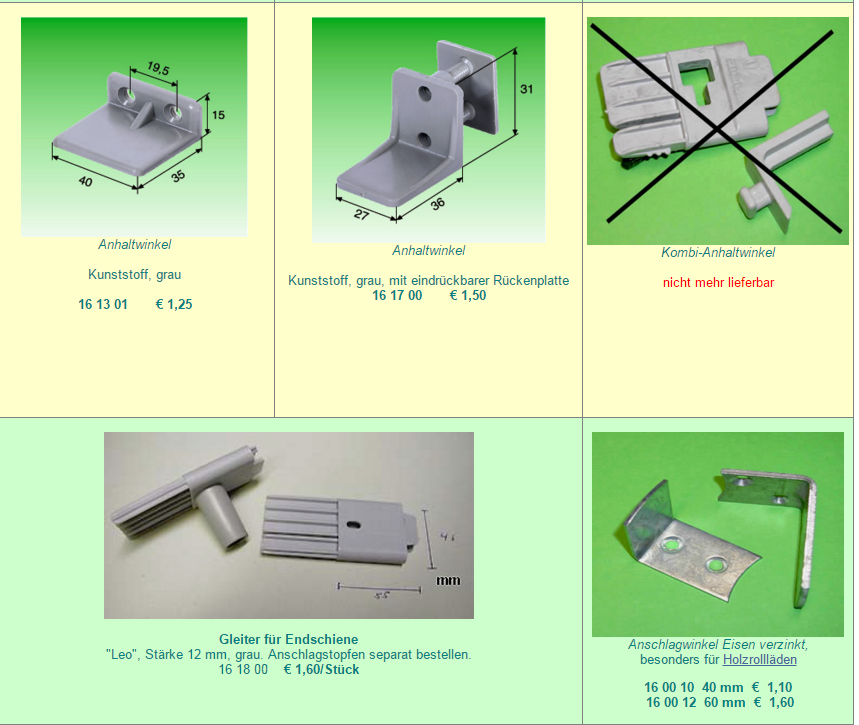 19,5
15
40
35
Anhaltwinkel
Kunststoff, grau
16 13 01 € 1,25
31
27
36
Anhaltwinkel
Kunststoff, grau, mit eindrückbarer Rückenplatte
16 17 00 € 1,50
Kombi-Anhaltwinkel
nicht mehr lieferbar
46
mm
55
Gleiter für Endschiene
"Leo", Stärke 12 mm, grau. Anschlagstopfen separat bestellen.
16 18 00 € 1,60/Stück
Anschlagwinkel Eisen verzinkt,
besonders für Holzrollläden
16 00 10 40 mm € 1,10
16 00 12 60 mm € 1,60